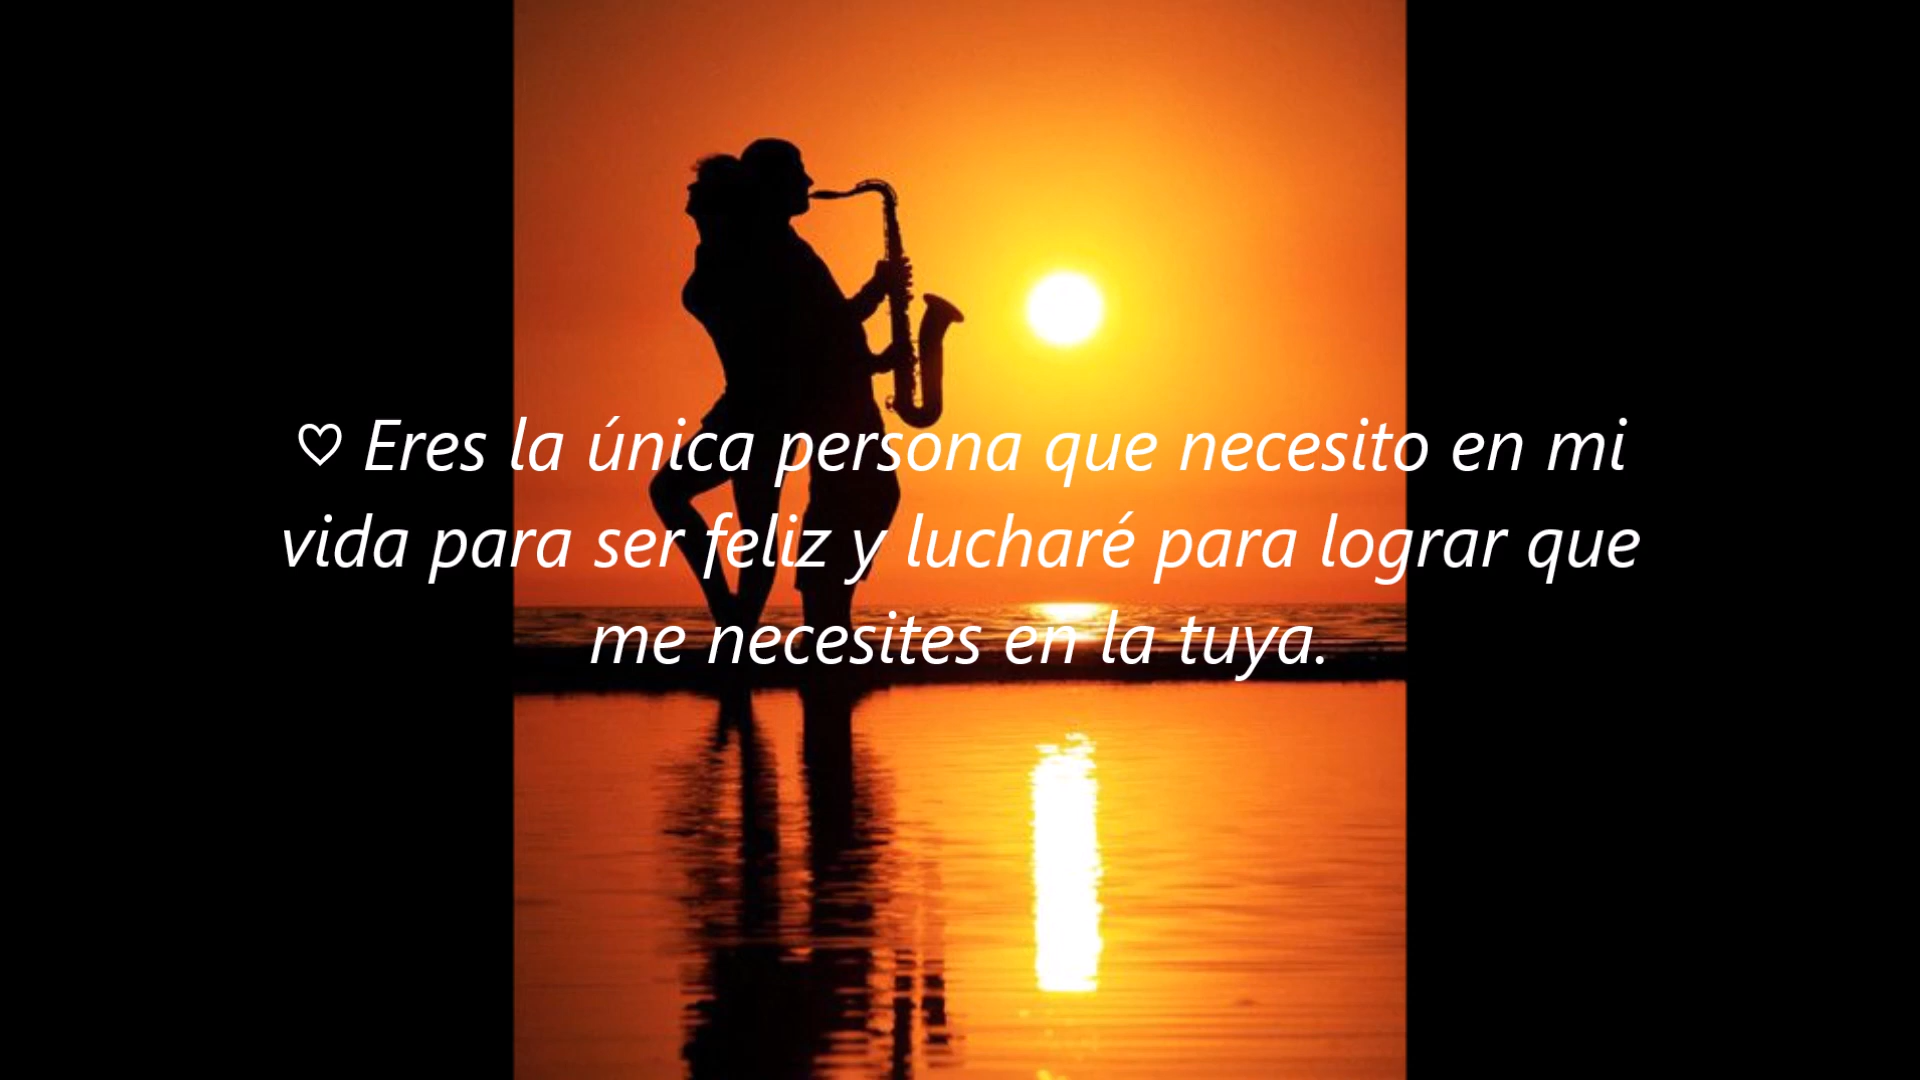 ♡ Eres la única persona que necesito en mi
vida para ser feliz y lucharé para lograr que
me necesites en la tuya.